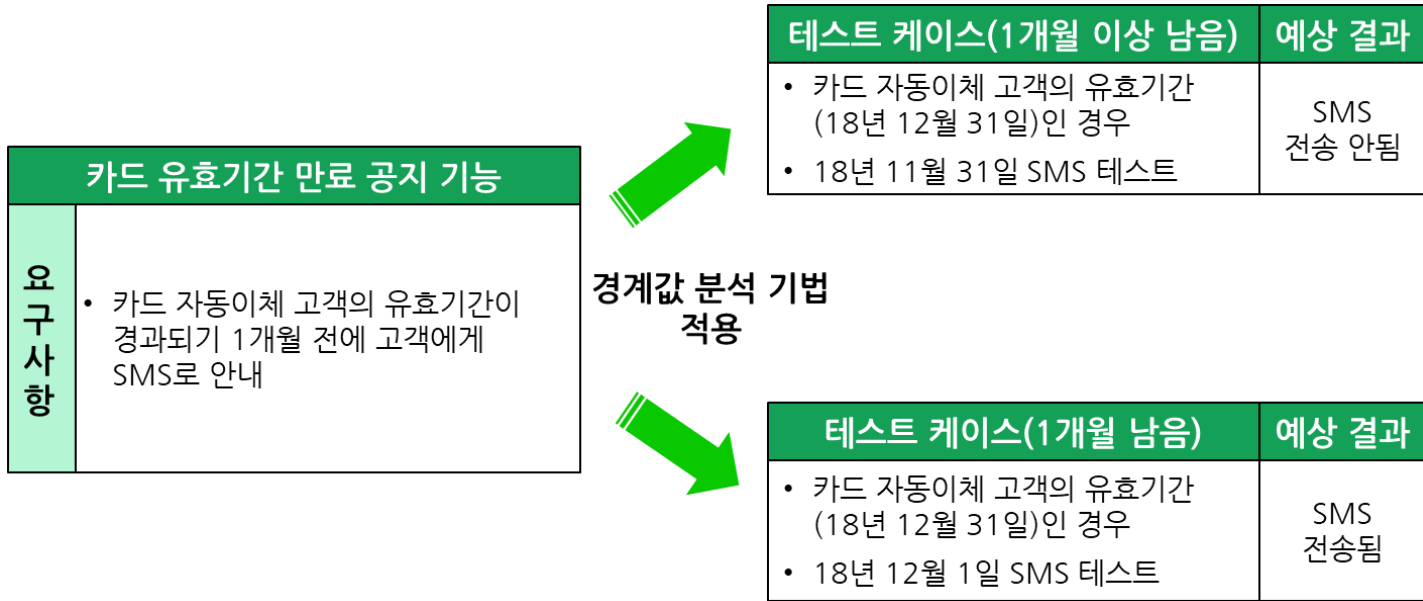 카드 유효기간 만료 공지 기능
요구사항
• 카드 자동이체 고객의 유효기간이
경과되기 1개월 전에 고객에게
SMS로 안내
경계값 분석 기법
적용
테스트 케이스(1개월 이상 남음)
예상 결과
• 카드 자동이체 고객의 유효기간
(18년 12월 31일)인 경우
• 18년 11월 31일 SMS 테스트
SMS
전송 안됨
테스트 케이스(1개월 남음)
예상 결과
• 카드 자동이체 고객의 유효기간
(18년 12월 31일)인 경우
• 18년 12월 1일 SMS 테스트
SMS
전송됨